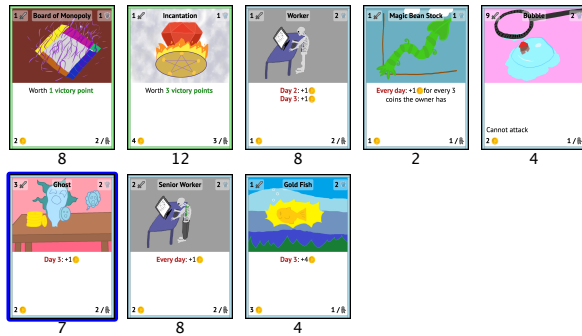 1 Board of Monopoly 1
Worth 1 victory point
2 2/
8
1 Incantation 1
Worth 3 victory points
4 3/
12
1 Worker 2
Day 2: +1
Day 3: +1
1 2/
8
1 Magic Bean Stock 1
Every day: +1 for every 3
coins the owner has
1 1/
2
9 Bubble 2
Cannot attack
2 1/
4
3 Ghost 2
Day 3: +1
2 2/
7
2 Senior Worker 2
Every day: +1
2 2/
8
1 Gold Fish 2
Day 3: +4
3 1/
4